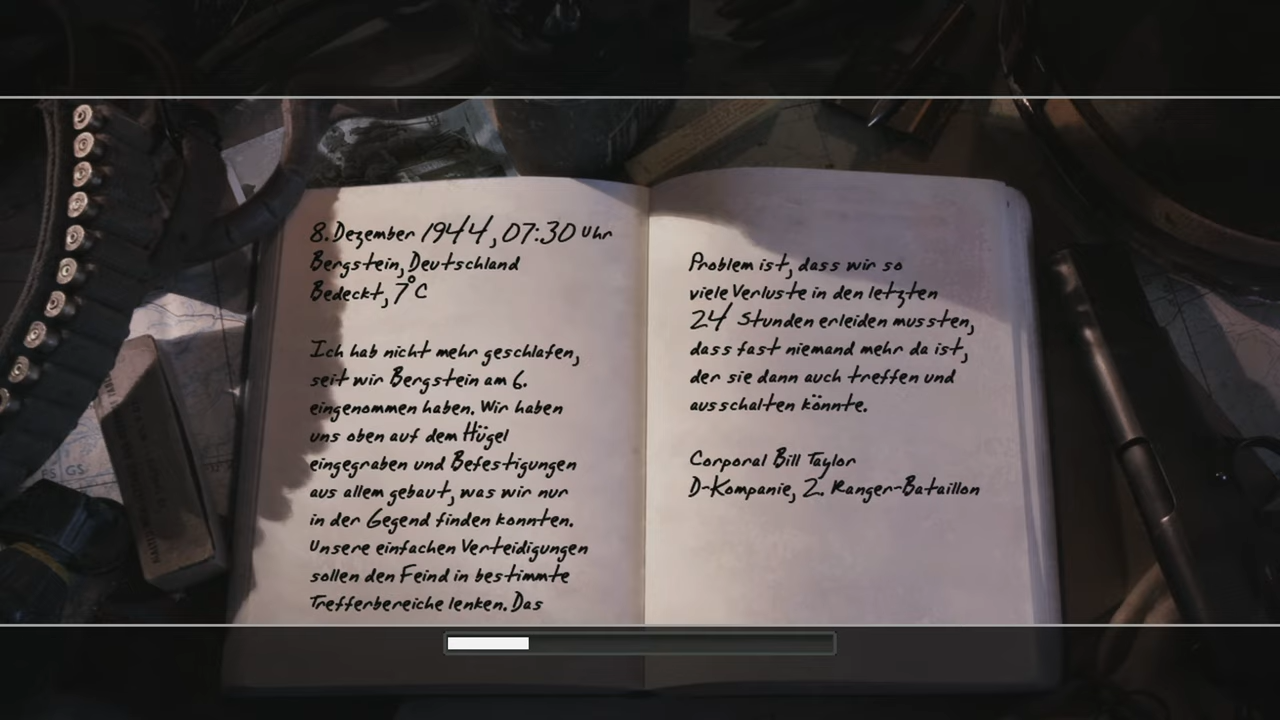 8. Dezember 1944, 07:30 Uhr
Bergstein, Deutschland
Bedeckt, 7°C
Ich hab nicht mehr geschlafen,
seit wir Bergstein am 6.
eingenommen haben. Wir haben
uns oben auf dem Hügel
eingegraben und Befestigungen
aus allem gebaut, was wir nur
in der Gegend finden konnten.
Unsere einfachen Verteidigungen
sollen den Feind in bestimmte
Trefferbereiche lenken. Das
Problem ist, dass wir so
viele Verluste in den letzten
24 Stunden erleiden mussten,
dass fast niemand mehr da ist,
der sie dann auch treffen und
ausschalten könnte.
Corporal Bill Taylor
D-Kompanie, 2. Ranger-Bataillon